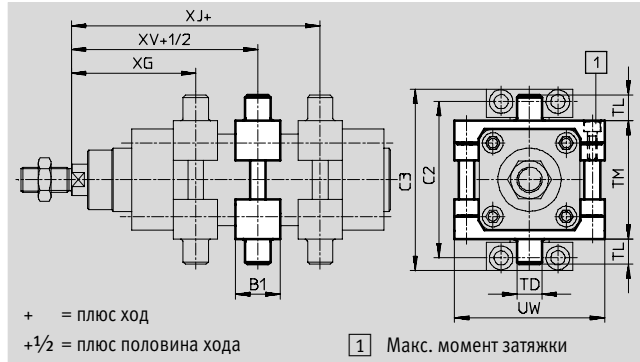 XJ+
XV+1/2
XG
B1
C3
C2
1
TL
TM
TL
TD
UW
+ = плюс ход
+1/2 = плюс половина хода
1 Макс. момент затяжки